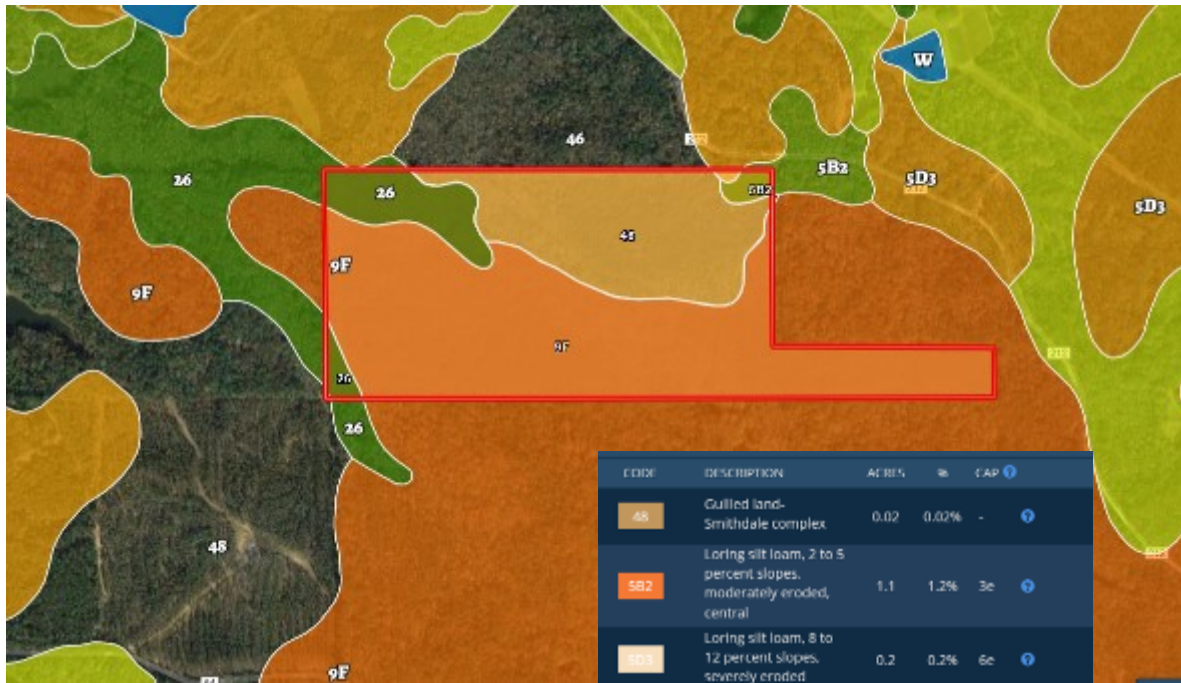 W
46
26
26
5B2
5B2
5D3
5D3
48
9F
9F
9F
26
26
48
9F
CODE DESCRIPTION ACRES % CAP ?
48 Gullied land-Smithdale complex 0.02 0.02% - ?
Loring silt loam, 2 to 5
percent slopes,
5B2 moderately eroded, 1.1 1.2% 3e ?
central
Loring silt loam, 8 to
5D3 12 percent slopes, 0.2 0.2% 6e ?
severely eroded